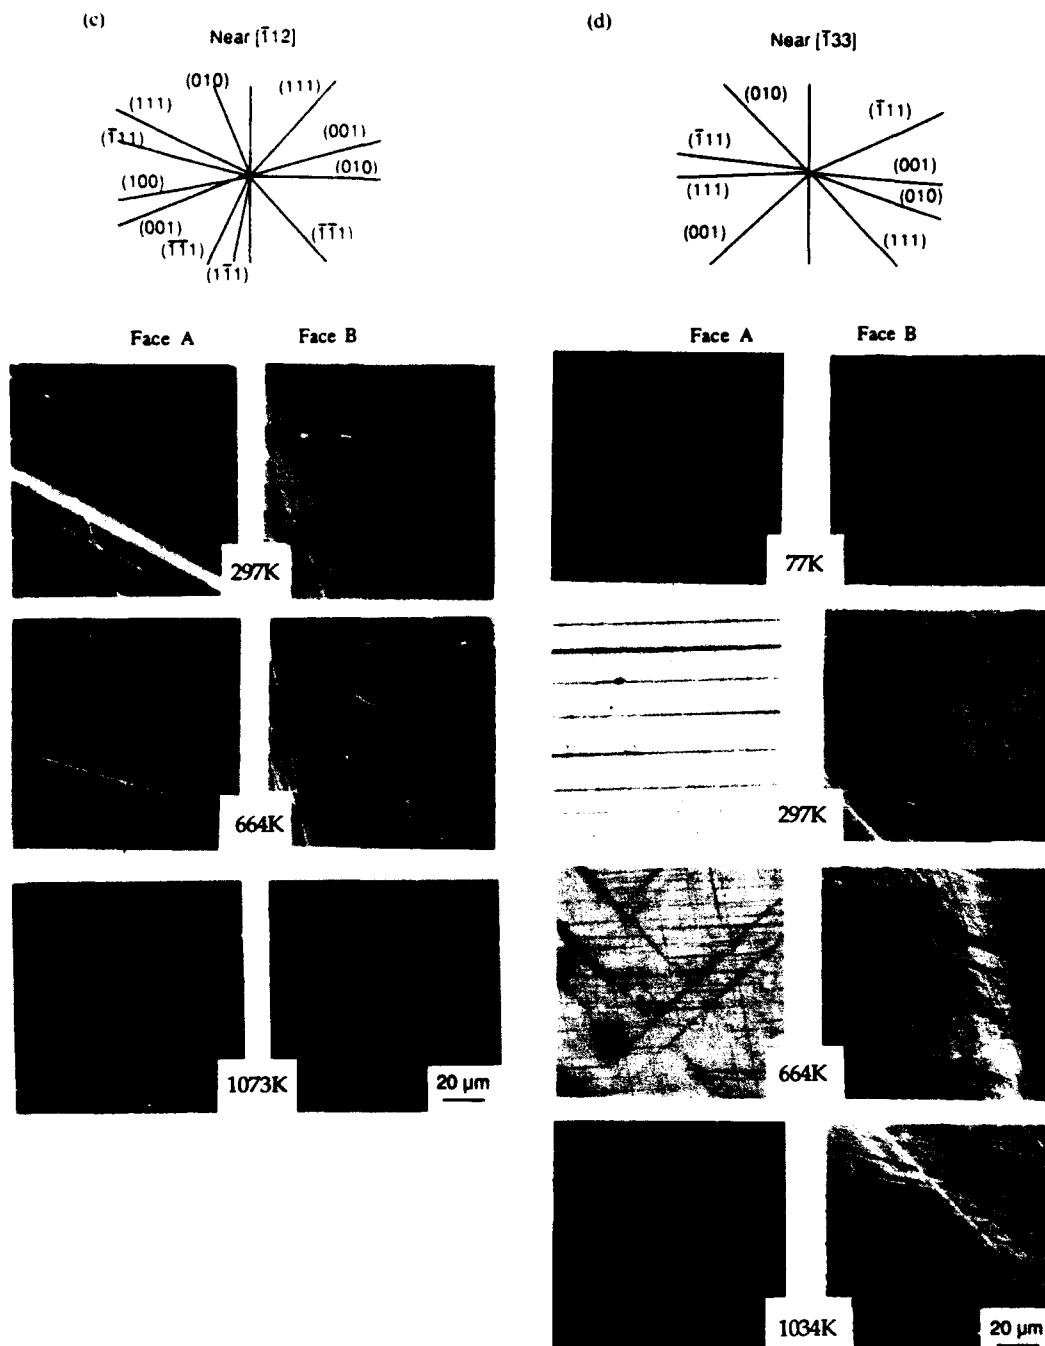 (c)
Near [1̄12]
(010)
(111)
(111)
(001)
(1̄11)
(010)
(100)
(001)
(1̄1̄1)
(11̄1)
(1̄1̄1)
Face A
Face B
297K
664K
1073K
20 µm
(d)
Near [1̄33]
(010)
(1̄11)
(1̄11)
(001)
(111)
(010)
(001)
(111)
Face A
Face B
77K
297K
664K
1034K
20 µm